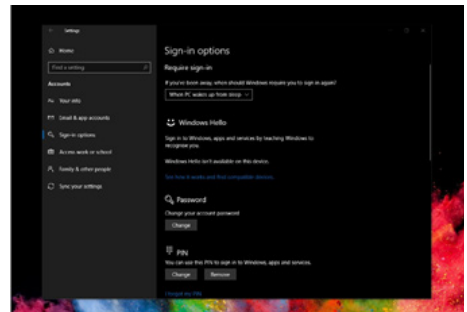 Settings
Home
Find a setting
Accounts
Your info
Email & app accounts
Sign-in options
Access work or school
Family & other people
Sync your settings
Sign-in options
Require sign-in
If you've been away, when should Windows require you to sign in again?
When PC wakes up from sleep
Windows Hello
Sign in to Windows, apps and services by teaching Windows to
recognise you.
Windows Hello isn't available on this device.
See how it works and find compatible devices.
Password
Change your account password
Change
PIN
You can use this PIN to sign in to Windows, apps and services.
Change
Remove
I forgot my PIN